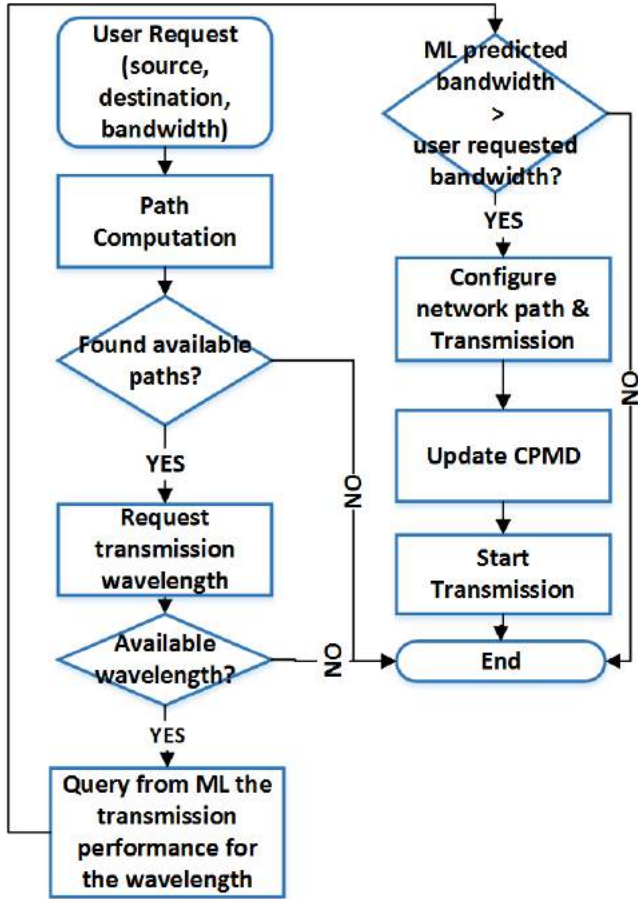 User Request
(source,
destination,
bandwidth)
Path
Computation
Found available
paths?
YES
NO
Request
transmission
wavelength
Available
wavelength?
NO
YES
Query from ML the
transmission
performance for
the wavelength
ML predicted
bandwidth
>
user requested
bandwidth?
YES
NO
Configure
network path &
Transmission
Update CPMD
Start
Transmission
End